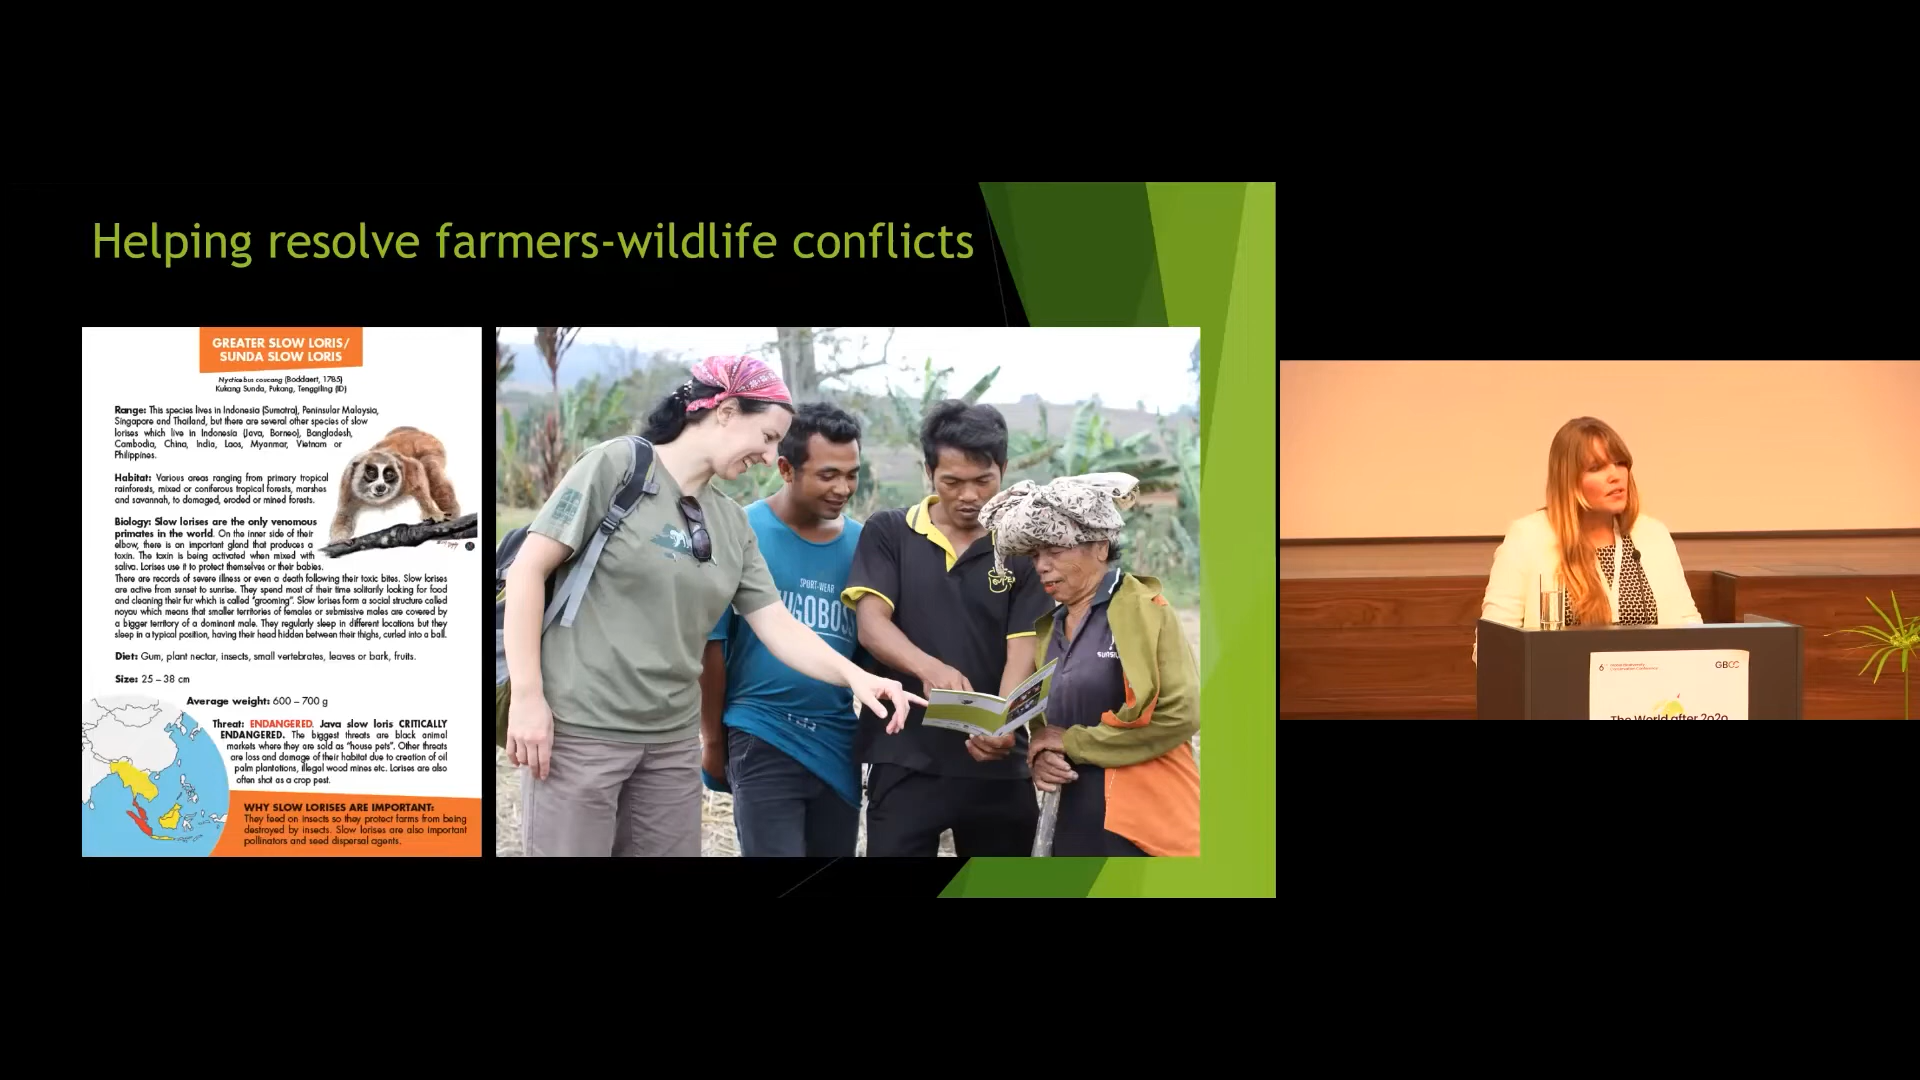 Helping resolve farmers-wildlife conflicts
GREATER SLOW LORIS/
SUNDA SLOW LORIS
Nycticebus coucang (Boddaert, 1785)
Kukang Sunda, Pukang, Tenggiling (ID)
Range: This species lives in Indonesia (Sumatra), Peninsular Malaysia,
Singapore and Thailand, but there are several other species of slow
lorises which live in Indonesia (Java, Borneo), Bangladesh,
Cambodia, China, India, Laos, Myanmar, Vietnam or
Philippines.
Habitat: Various areas ranging from primary tropical
rainforests, mixed or coniferous tropical forests, marshes
and savannah, to damaged, eroded or mined forests.
Biology: Slow lorises are the only venomous
primates in the world. On the inner side of their
elbow, there is an important gland that produces a
toxin. The toxin is being activated when mixed with
saliva. Lorises use it to protect themselves or their babies.
There are records of severe illness or even a death following their toxic bites. Slow lorises
are active from sunset to sunrise. They spend most of their time solitarily looking for food
and cleaning their fur which is called "grooming". Slow lorises form a social structure called
noyau which means that smaller territories of females or submissive males are covered by
a bigger territory of a dominant male. They regularly sleep in different locations but they
sleep in a typical position, having their head hidden between their thighs, curled into a ball.
Diet: Gum, plant nectar, insects, small vertebrates, leaves or bark, fruits.
Size: 25 – 38 cm
Average weight: 600 – 700 g
Threat: ENDANGERED. Java slow loris CRITICALLY
ENDANGERED. The biggest threats are black animal
markets where they are sold as "house pets". Other threats
are loss and damage of their habitat due to creation of oil
palm plantations, illegal wood mines etc. Lorises are also
often shot as a crop pest.
WHY SLOW LORISES ARE IMPORTANT:
They feed on insects so they protect farms from being
destroyed by insects. Slow lorises are also important
pollinators and seed dispersal agents.
SPORT-WEAR
GBCC
The World after 2020